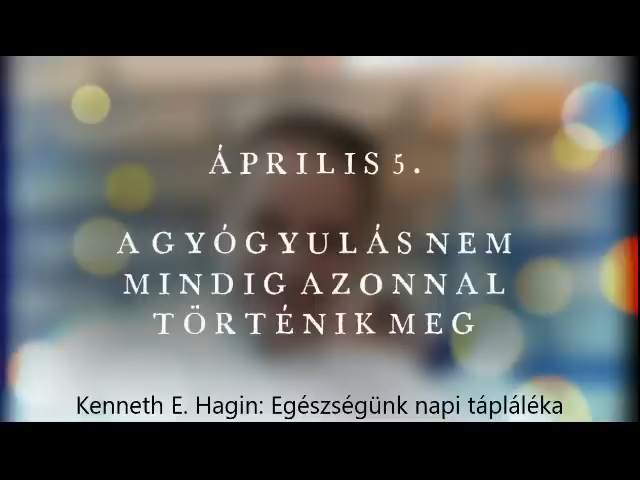 ÁPRILIS 5.
A GYÓGYULÁS NEM
MINDIG AZONNAL
TÖRTÉNIK MEG
Kenneth E. Hagin: Egészségünk napi tápláléka